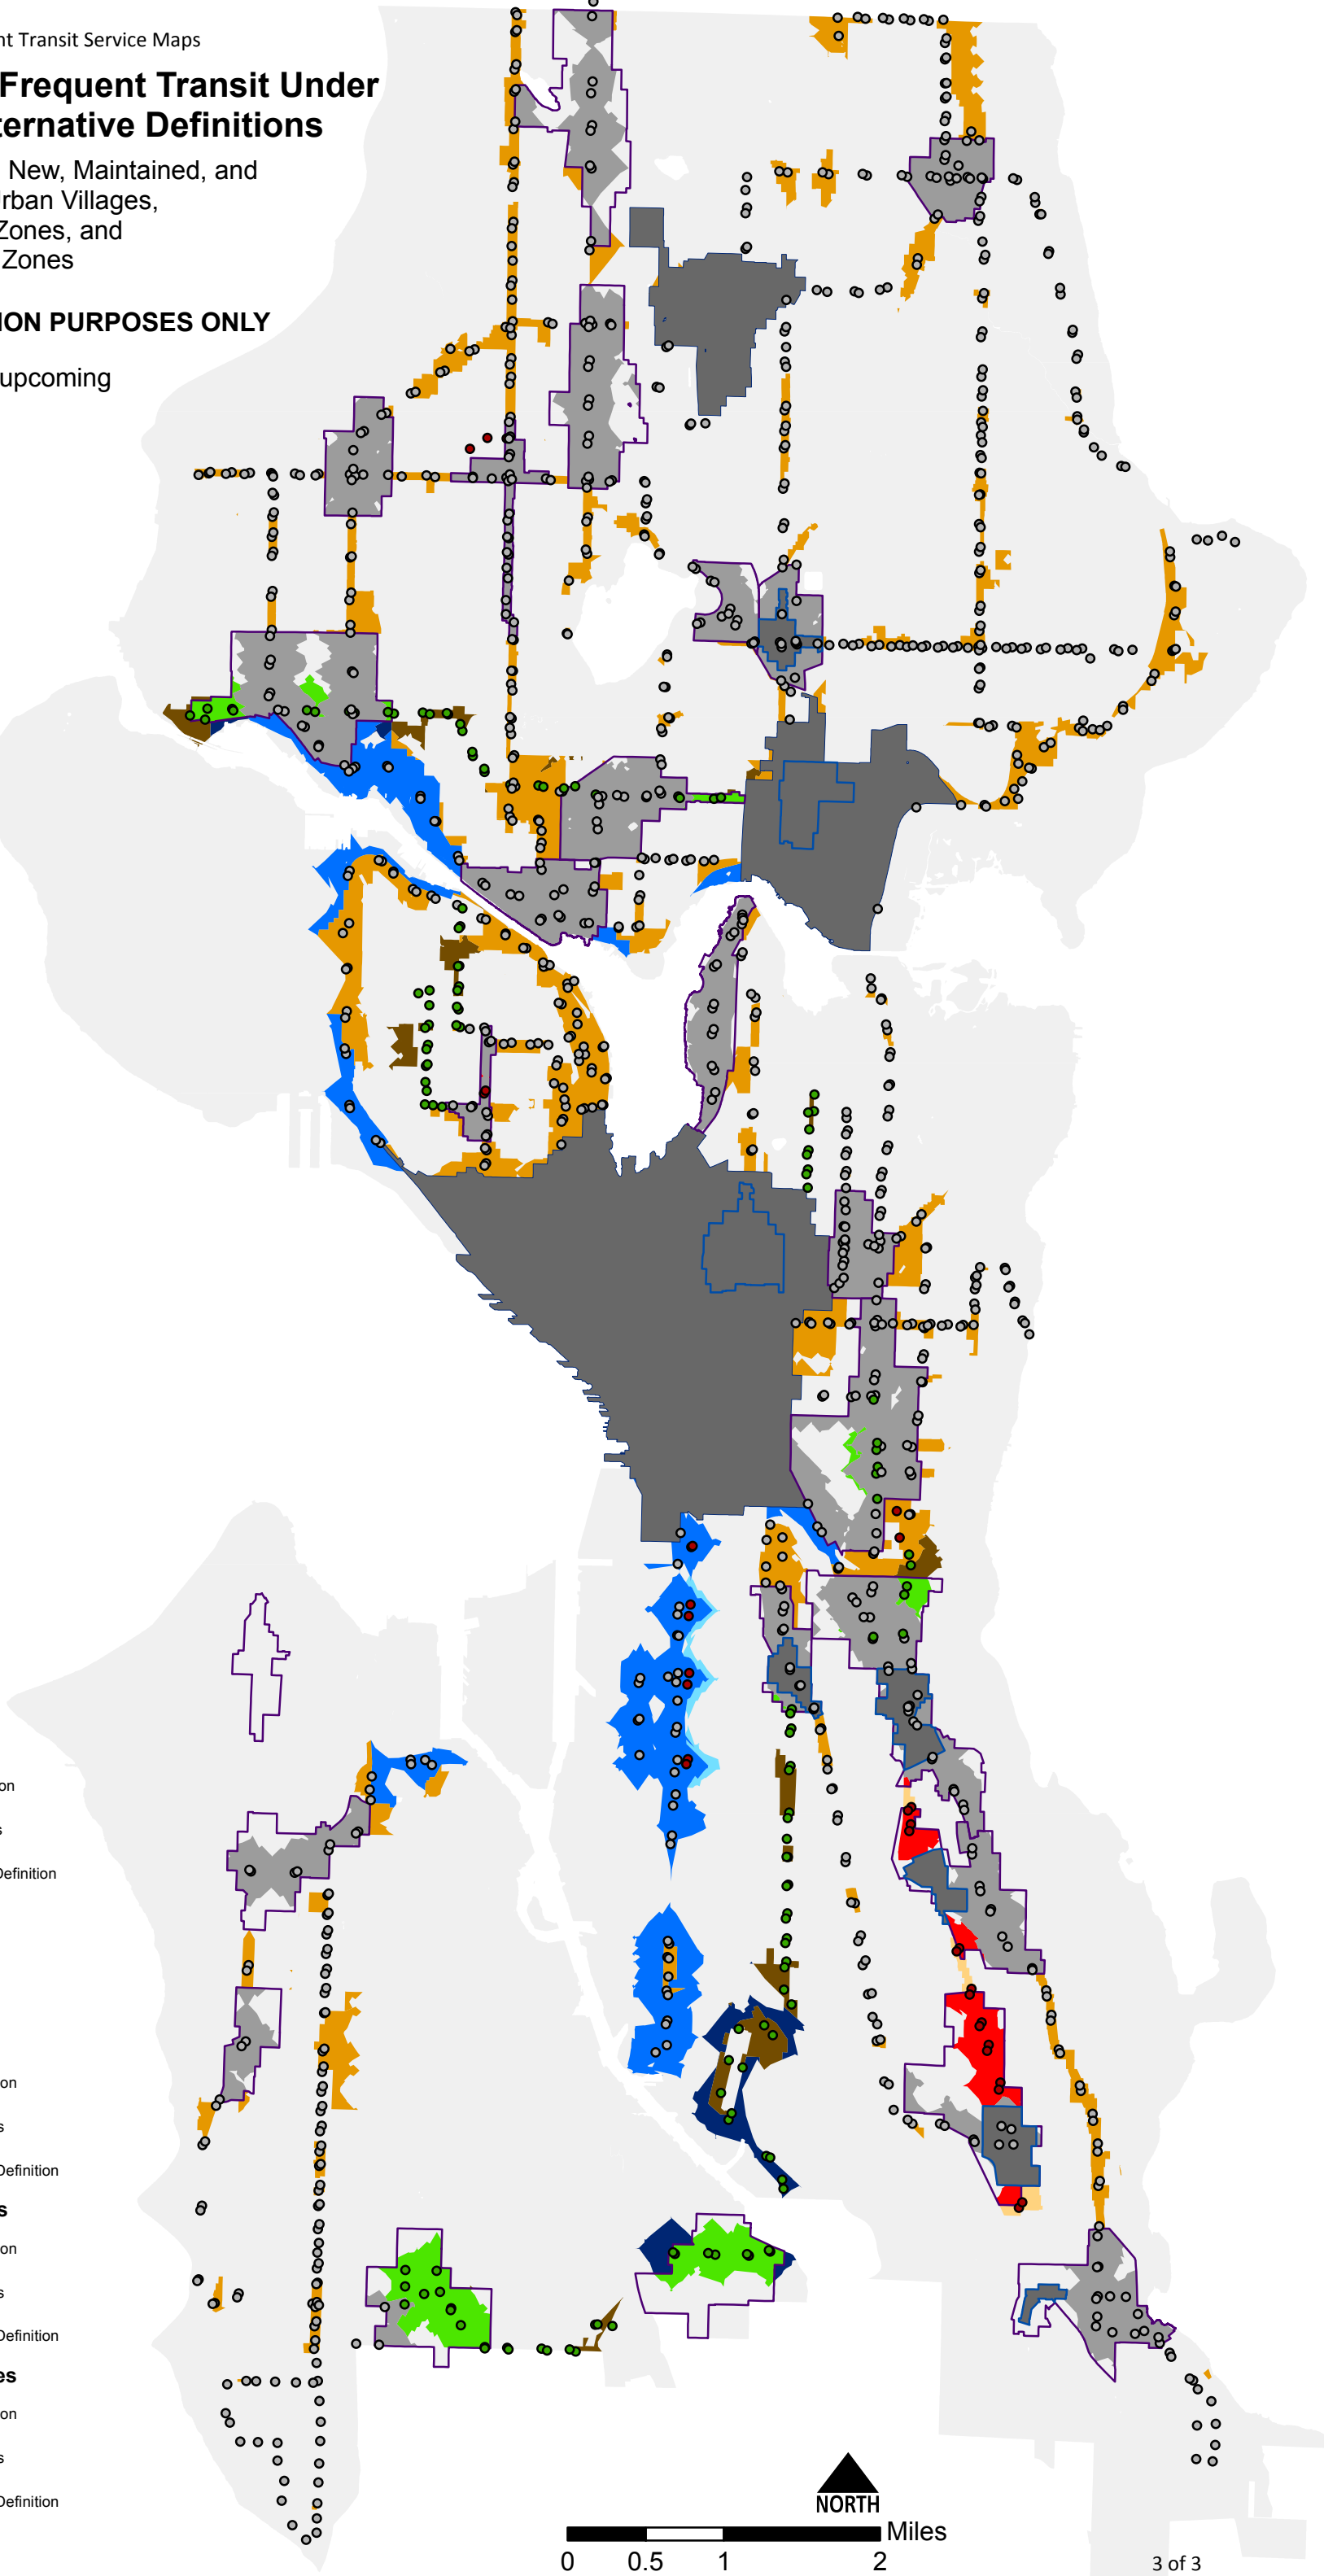 nt Transit Service Maps
Frequent Transit Under
ternative Definitions
New, Maintained, and
Urban Villages,
Zones, and
Zones
ION PURPOSES ONLY
upcoming
on
s
Definition
on
s
Definition
s
on
s
Definition
es
on
s
Definition
NORTH
Miles
0 0.5 1 2
3 of 3